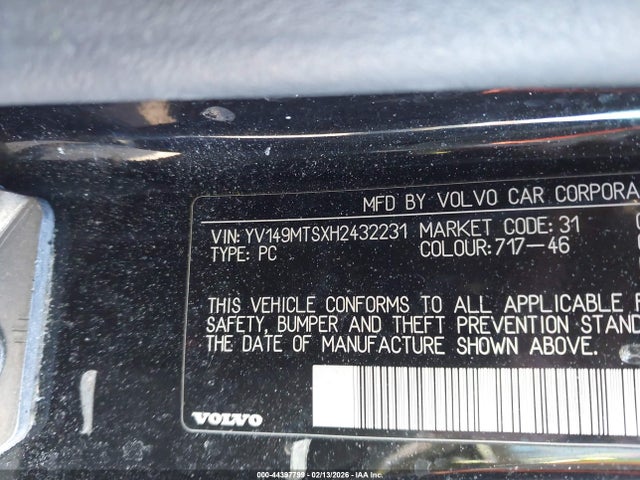 MFD BY VOLVO CAR CORPORA
VIN: YV149MTSXH2432231 MARKET CODE: 31
TYPE: PC COLOUR: 717-46
THIS VEHICLE CONFORMS TO ALL APPLICABLE F
SAFETY, BUMPER AND THEFT PREVENTION STAND
THE DATE OF MANUFACTURE SHOWN ABOVE.
VOLVO
000-44397799 - 02/13/2026 - IAA Inc.